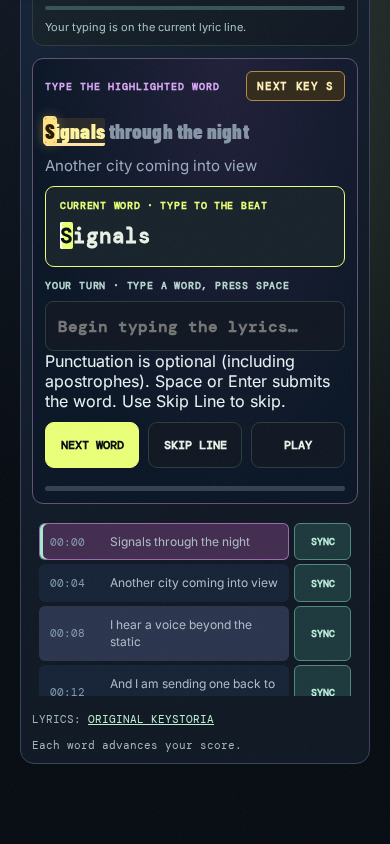 Your typing is on the current lyric line.
TYPE THE HIGHLIGHTED WORD
NEXT KEY S
Signals through the night
Another city coming into view
CURRENT WORD · TYPE TO THE BEAT
Signals
YOUR TURN · TYPE A WORD, PRESS SPACE
Begin typing the lyrics…
Punctuation is optional (including
apostrophes). Space or Enter submits
the word. Use Skip Line to skip.
NEXT WORD
SKIP LINE
PLAY
00:00 Signals through the night SYNC
00:04 Another city coming into view SYNC
00:08 I hear a voice beyond the
static SYNC
00:12 And I am sending one back to SYNC
LYRICS: ORIGINAL KEYSTORIA
Each word advances your score.